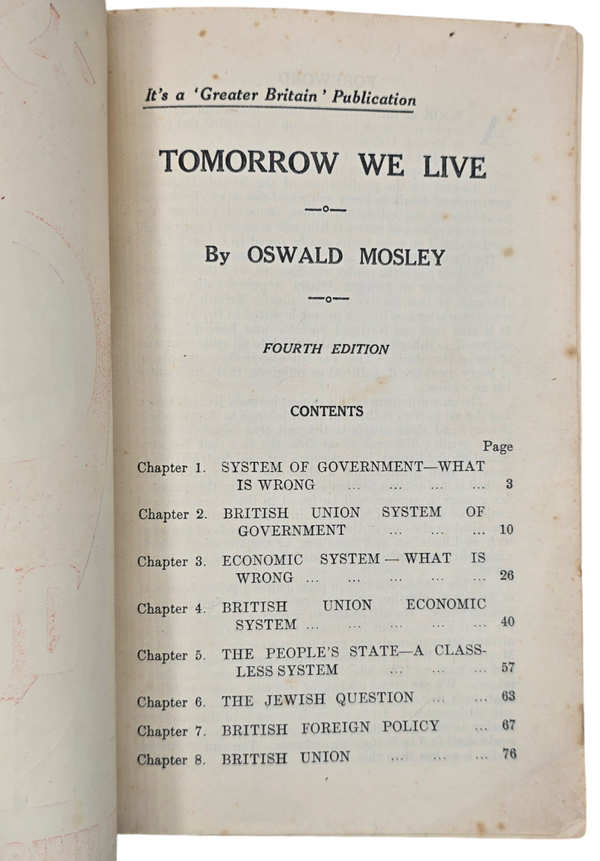 It's a 'Greater Britain' Publication
TOMORROW WE LIVE
By OSWALD MOSLEY
FOURTH EDITION
CONTENTS
Page
Chapter 1. SYSTEM OF GOVERNMENT—WHAT
IS WRONG ... ... ... ... 3
Chapter 2. BRITISH UNION SYSTEM OF
GOVERNMENT ... ... ... 10
Chapter 3. ECONOMIC SYSTEM — WHAT IS
WRONG ... ... ... ... ... 26
Chapter 4. BRITISH UNION ECONOMIC
SYSTEM ... ... ... ... ... 40
Chapter 5. THE PEOPLE'S STATE—A CLASS-
LESS SYSTEM ... ... ... 57
Chapter 6. THE JEWISH QUESTION ... ... 63
Chapter 7. BRITISH FOREIGN POLICY ... 67
Chapter 8. BRITISH UNION ... ... ... 76